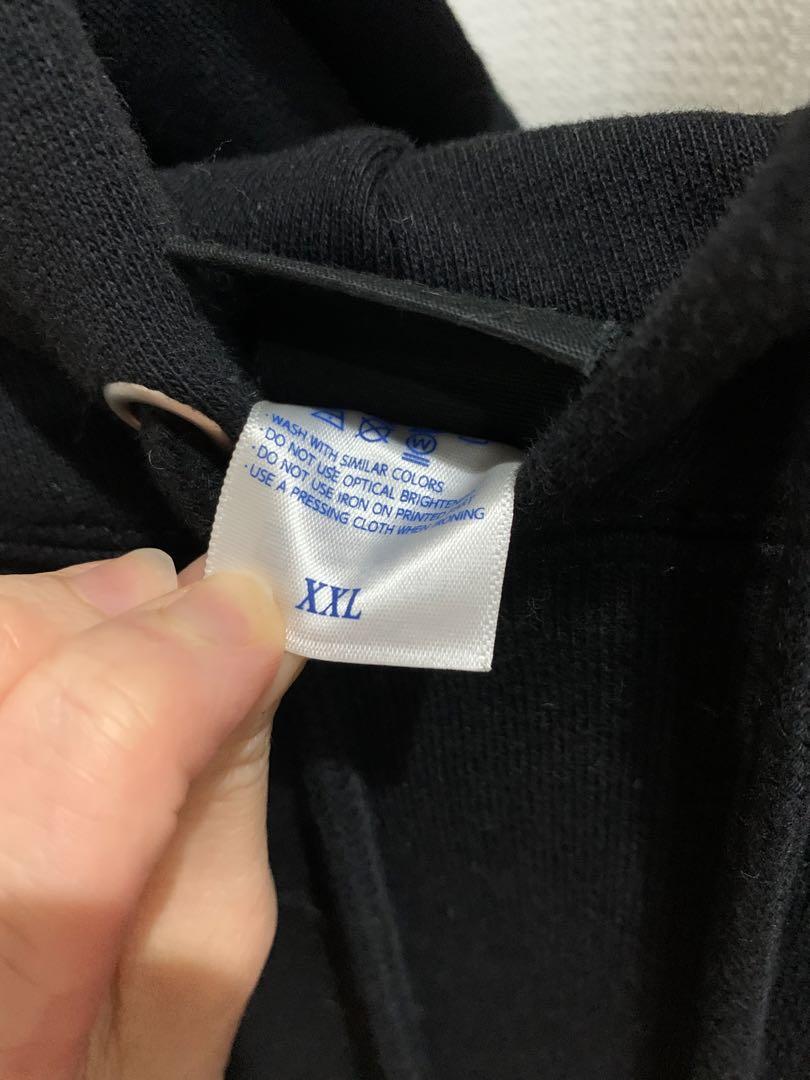 · WASH WITH SIMILAR COLORS
· DO NOT USE OPTICAL BRIGHTENE
· DO NOT USE IRON ON PRINTED
· USE A PRESSING CLOTH WHEN IRONING
W
XXL